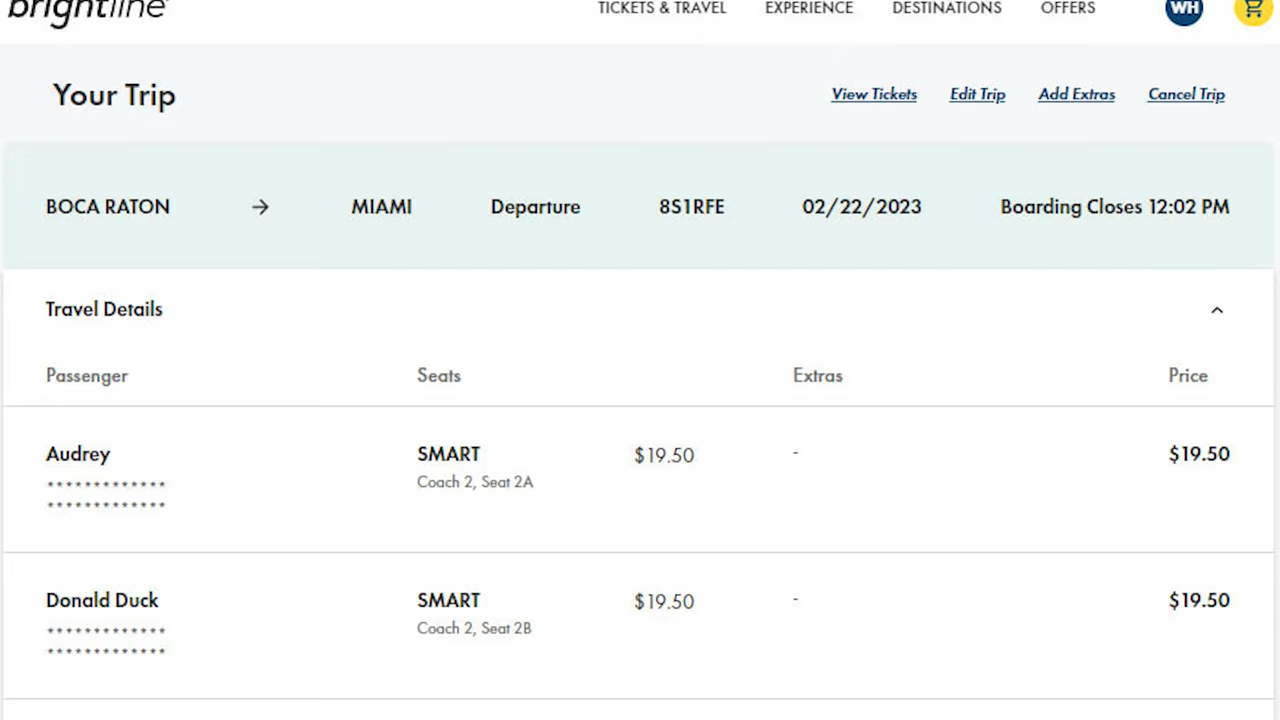 brightline
TICKETS & TRAVEL EXPERIENCE DESTINATIONS OFFERS WH
Your Trip View Tickets Edit Trip Add Extras Cancel Trip
BOCA RATON → MIAMI Departure 8S1RFE 02/22/2023 Boarding Closes 12:02 PM
Travel Details
Passenger Seats Extras Price
Audrey SMART $19.50 - $19.50
************* Coach 2, Seat 2A
*************
Donald Duck SMART $19.50 - $19.50
************* Coach 2, Seat 2B
*************